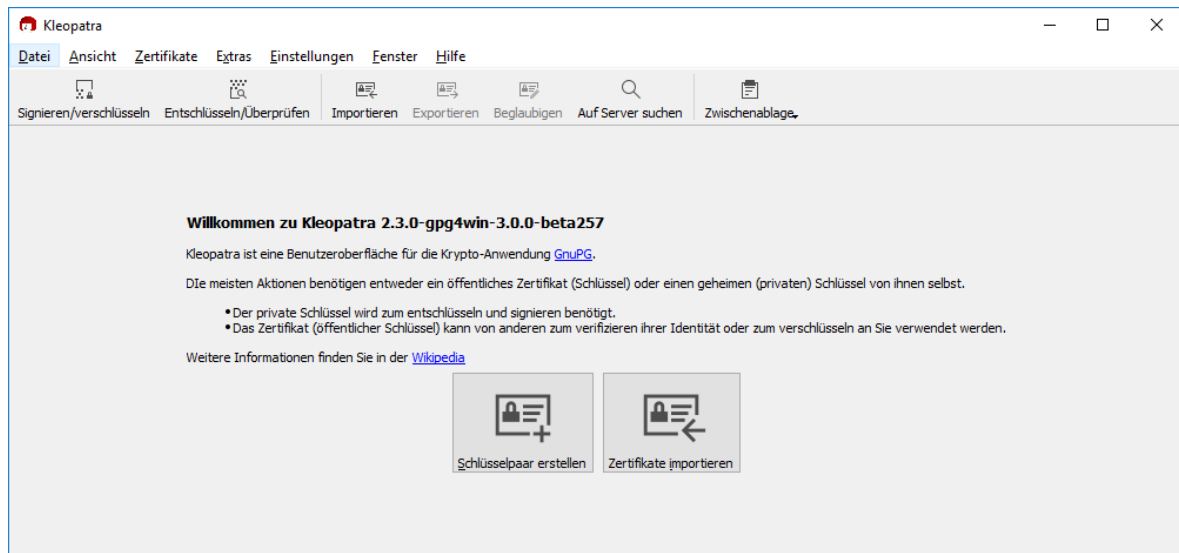 Kleopatra
Datei Ansicht Zertifikate Extras Einstellungen Fenster Hilfe
Signieren/verschlüsseln Entschlüsseln/Überprüfen Importieren Exportieren Beglaubigen Auf Server suchen Zwischenablage
Willkommen zu Kleopatra 2.3.0-gpg4win-3.0.0-beta257
Kleopatra ist eine Benutzeroberfläche für die Krypto-Anwendung GnuPG.
DIe meisten Aktionen benötigen entweder ein öffentliches Zertifikat (Schlüssel) oder einen geheimen (privaten) Schlüssel von ihnen selbst.
•Der private Schlüssel wird zum entschlüsseln und signieren benötigt.
•Das Zertifikat (öffentlicher Schlüssel) kann von anderen zum verifizieren ihrer Identität oder zum verschlüsseln an Sie verwendet werden.
Weitere Informationen finden Sie in der Wikipedia
Schlüsselpaar erstellen Zertifikate importieren